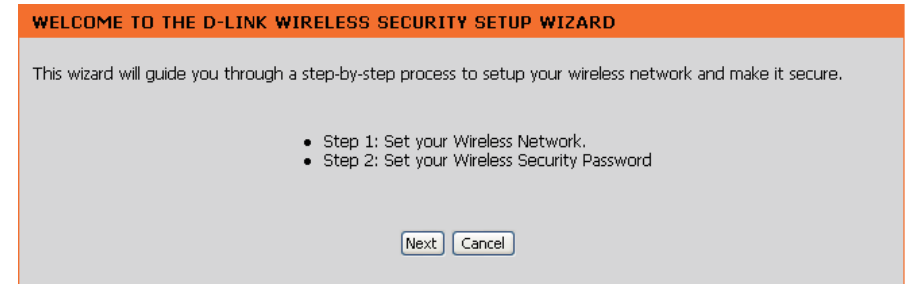 WELCOME TO THE D-LINK WIRELESS SECURITY SETUP WIZARD
This wizard will guide you through a step-by-step process to setup your wireless network and make it secure.
• Step 1: Set your Wireless Network.
• Step 2: Set your Wireless Security Password
Next Cancel